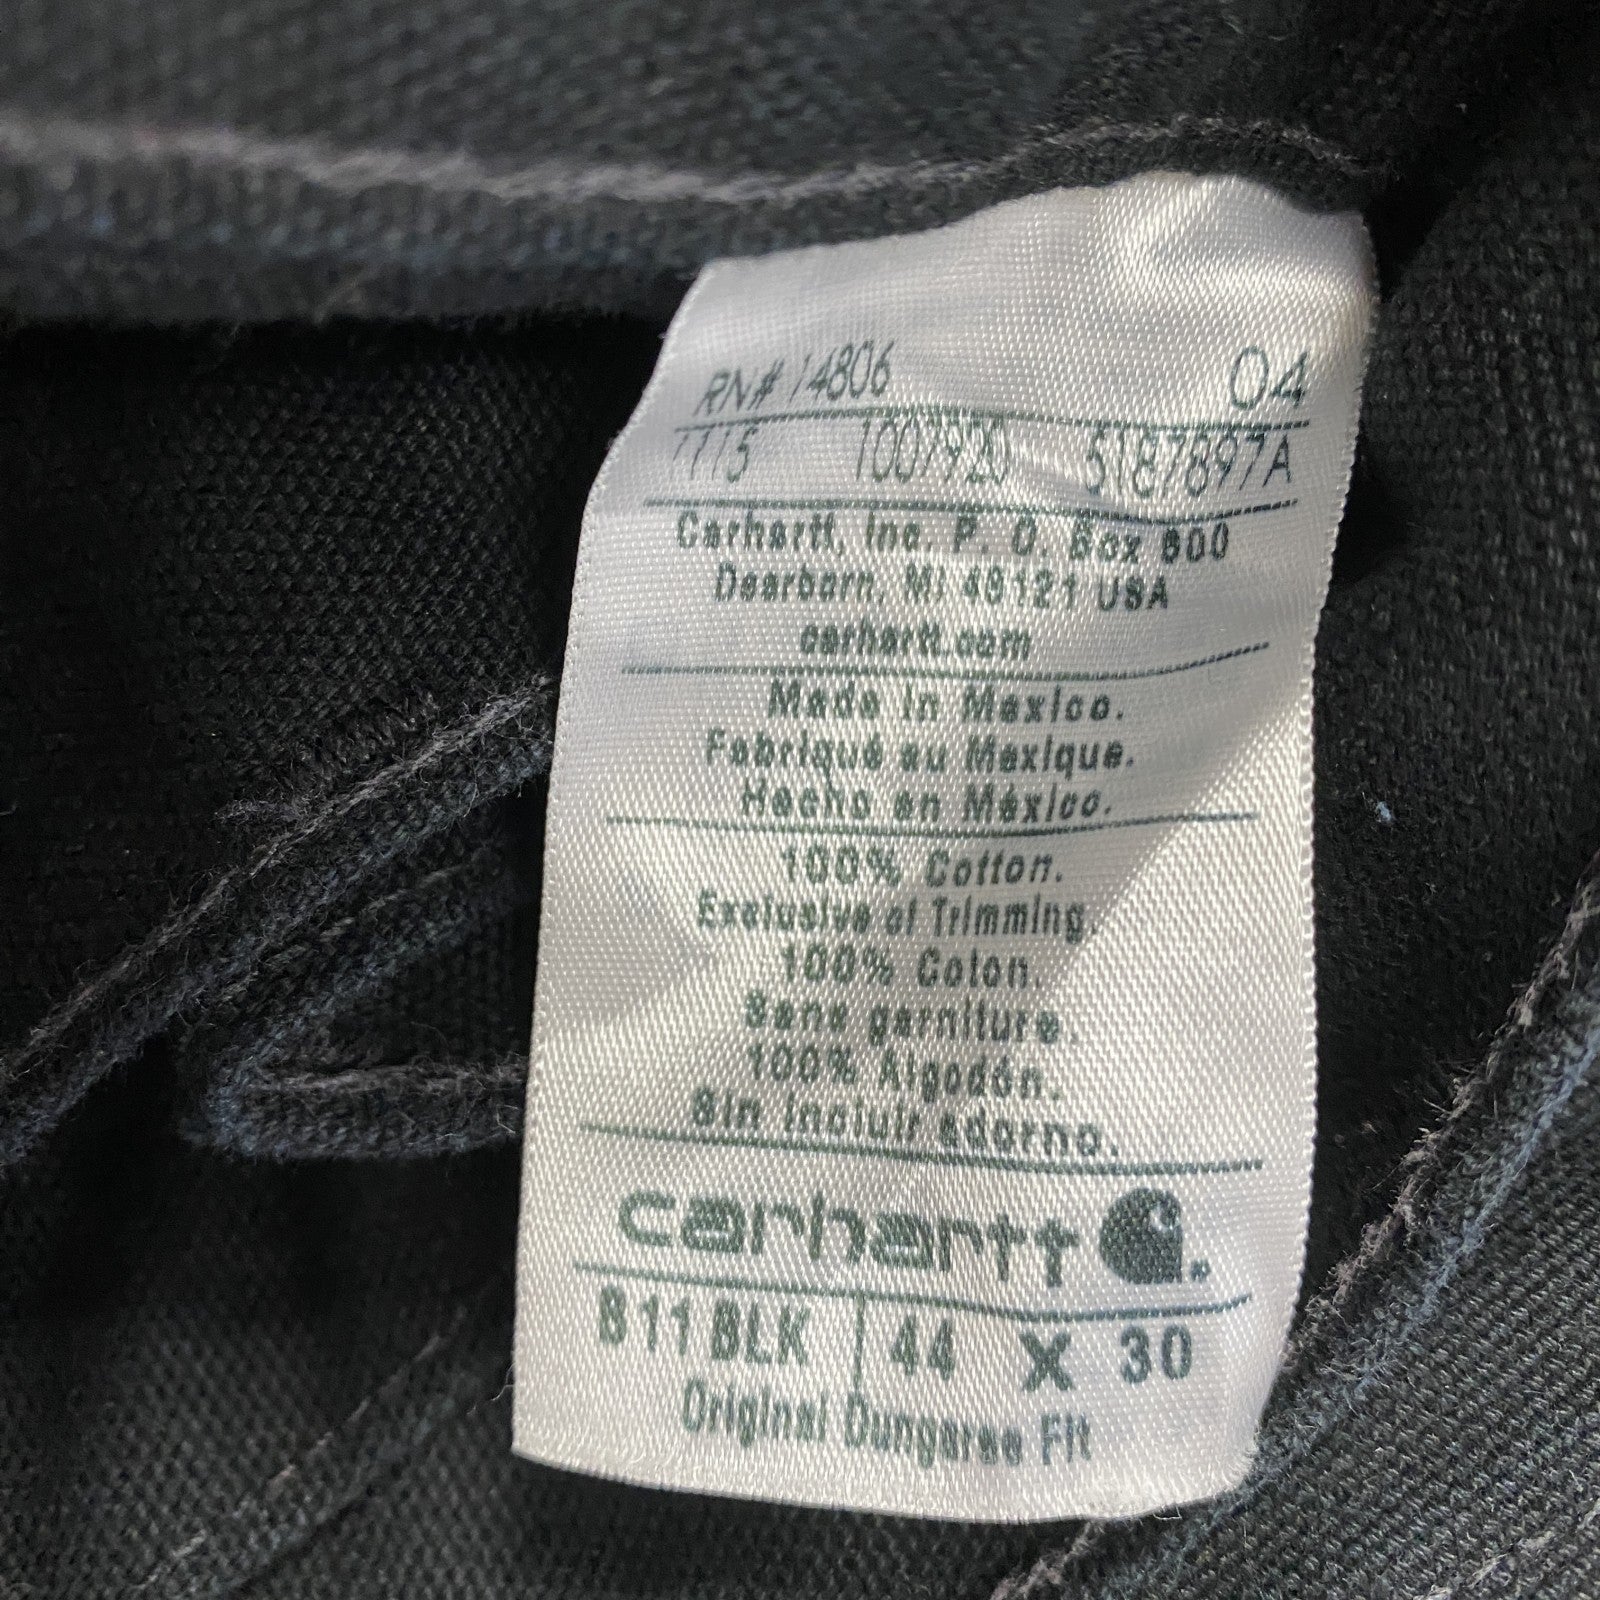 RN# 14806 04
1115 1007920 5187897A
Carhartt, Inc. P. O. Box 600
Dearborn, MI 48121 USA
carhartt.com
Made in Mexico.
Fabriqué au Mexique.
Hecho en México.
100% Cotton.
Exclusive of Trimming.
100% Coton.
Sans garniture.
100% Algodón.
Sin incluir adorno.
carhartt
B11 BLK 44 X 30
Original Dungaree Fit